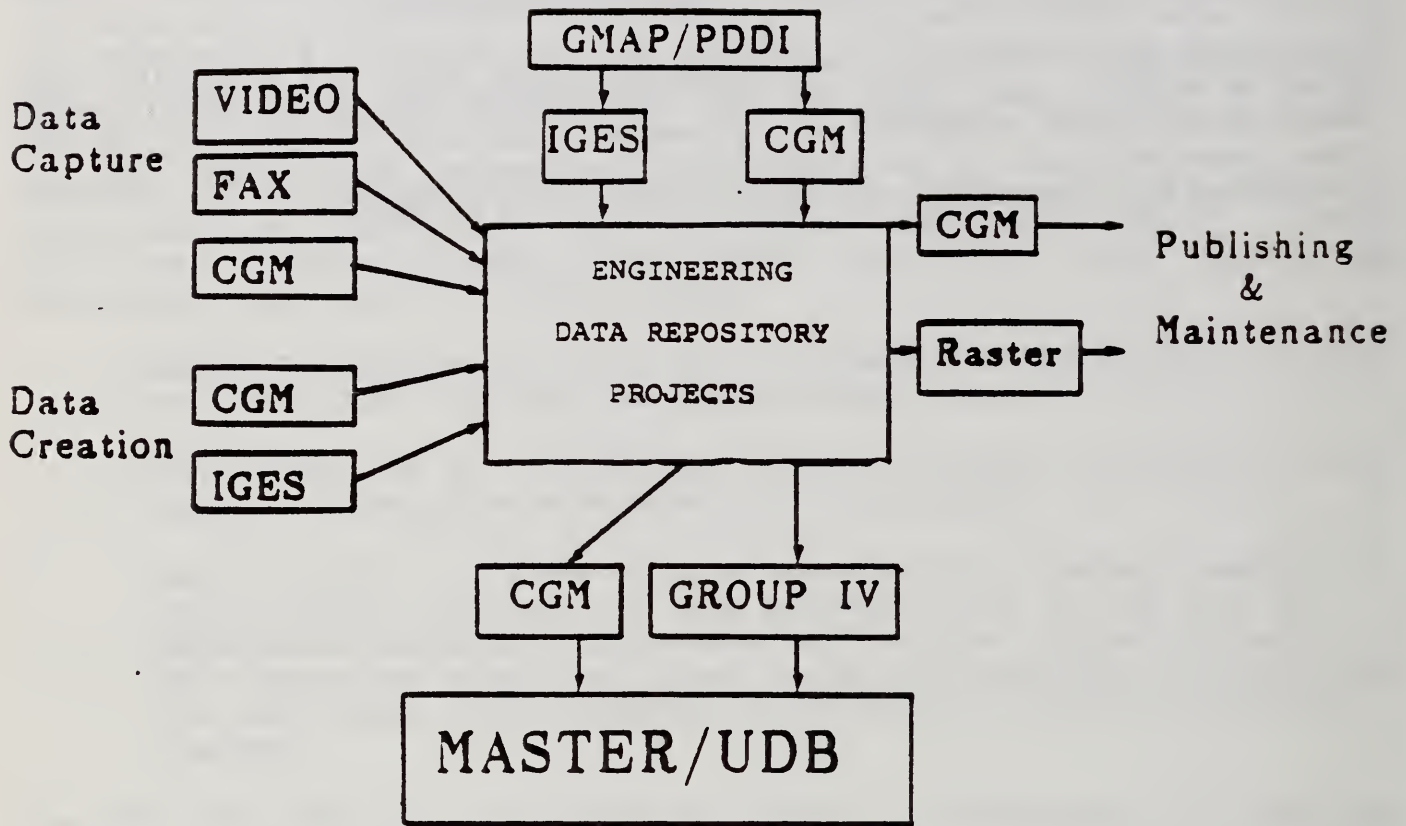 GMAP/PDDI
IGES
CGM
Data
Capture
VIDEO
FAX
CGM
Data
Creation
CGM
IGES
ENGINEERING
DATA REPOSITORY
PROJECTS
CGM
Raster
Publishing
&
Maintenance
CGM
GROUP IV
MASTER/UDB